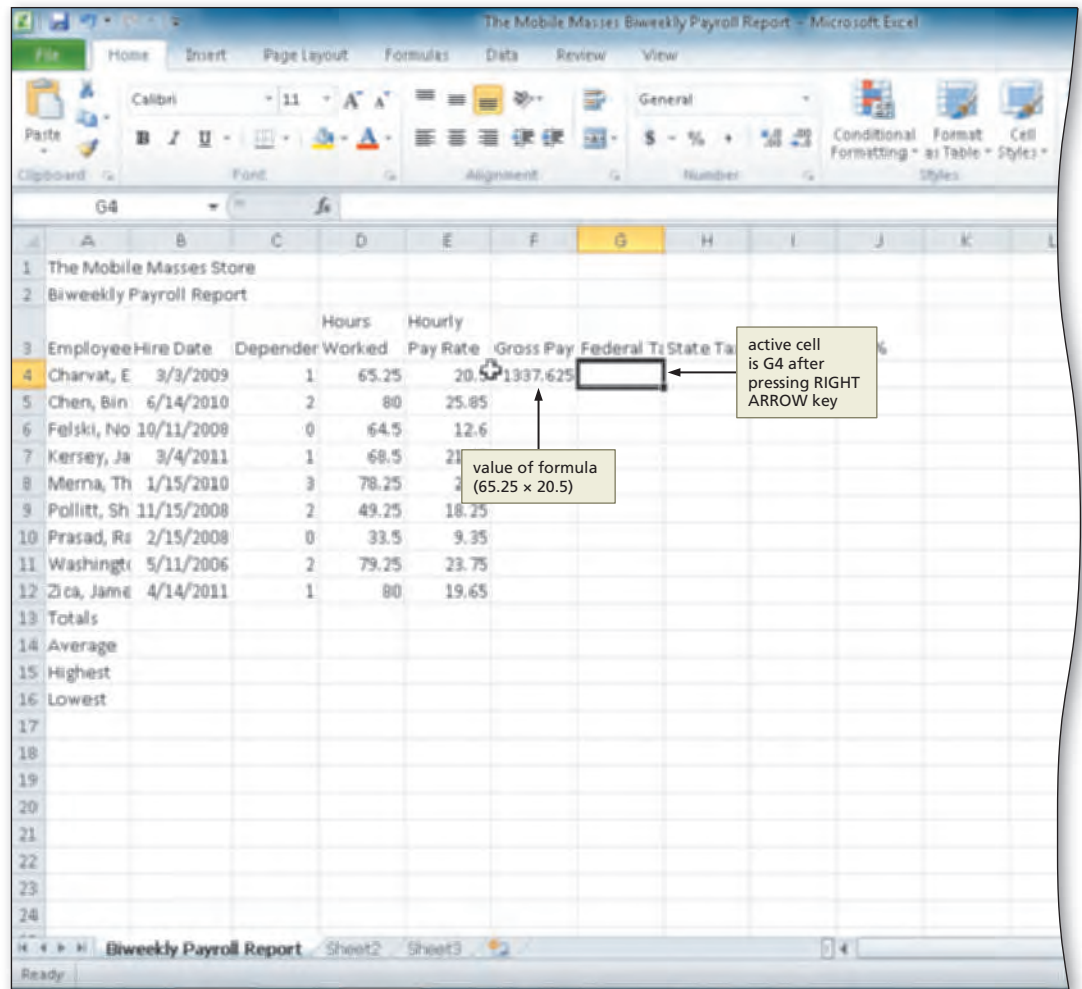 The Mobile Masses Biweekly Payroll Report - Microsoft Excel
File Home Insert Page Layout Formulas Data Review View
Paste
Calibri 11 A A General
B I U A $ - % ,
Conditional Formatting
Format as Table
Cell Styles
Clipboard Font Alignment Number Styles
G4 fx
A B C D E F G H I J K L
1 The Mobile Masses Store
2 Biweekly Payroll Report
Hours Hourly
3 Employee Hire Date Depender Worked Pay Rate Gross Pay Federal Ta State Ta %
4 Charvat, E 3/3/2009 1 65.25 20.5 1337.625
5 Chen, Bin 6/14/2010 2 80 25.85
6 Felski, No 10/11/2008 0 64.5 12.6
7 Kersey, Ja 3/4/2011 1 68.5 21
8 Merna, Th 1/15/2010 3 78.25 2
9 Pollitt, Sh 11/15/2008 2 49.25 18.25
10 Prasad, Ra 2/15/2008 0 33.5 9.35
11 Washingt 5/11/2006 2 79.25 23.75
12 Zica, Jame 4/14/2011 1 80 19.65
13 Totals
14 Average
15 Highest
16 Lowest
17
18
19
20
21
22
23
24
active cell
is G4 after
pressing RIGHT
ARROW key
value of formula
(65.25 × 20.5)
Biweekly Payroll Report Sheet2 Sheet3
Ready